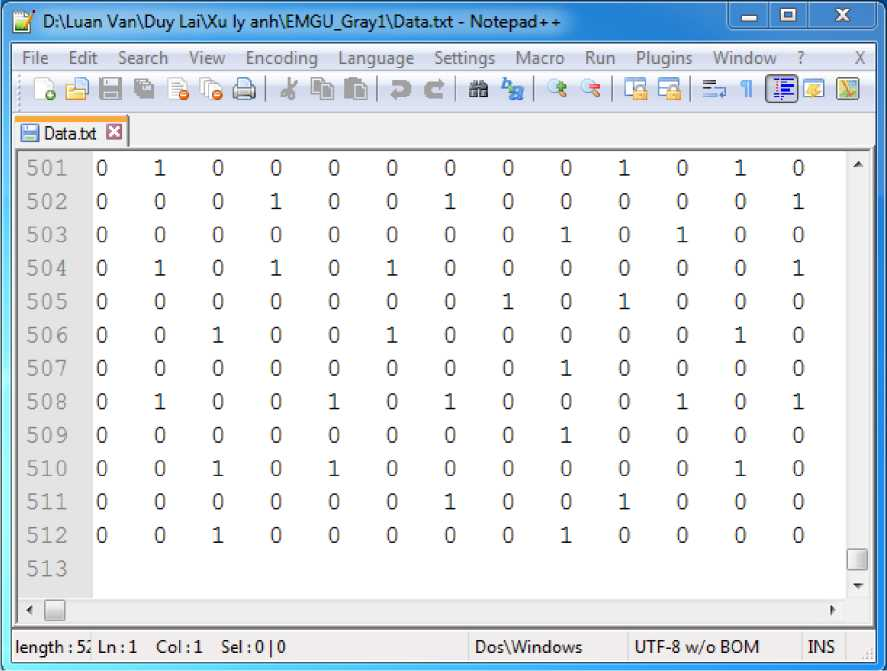 D:\Luan Van\Duy Lai\Xu ly anh\EMGU_Gray1\Data.txt - Notepad++
File Edit Search View Encoding Language Settings Macro Run Plugins Window ? X
Data.txt
501 0 1 0 0 0 0 0 0 0 1 0 1 0
502 0 0 0 1 0 0 1 0 0 0 0 0 1
503 0 0 0 0 0 0 0 0 1 0 1 0 0
504 0 1 0 1 0 1 0 0 0 0 0 0 1
505 0 0 0 0 0 0 0 1 0 1 0 0 0
506 0 0 1 0 0 1 0 0 0 0 0 1 0
507 0 0 0 0 0 0 0 0 1 0 0 0 0
508 0 1 0 0 1 0 1 0 0 0 1 0 1
509 0 0 0 0 0 0 0 0 1 0 0 0 0
510 0 0 1 0 1 0 0 0 0 0 0 1 0
511 0 0 0 0 0 0 1 0 0 1 0 0 0
512 0 0 1 0 0 0 0 0 1 0 0 0 0
513
length : 52 Ln : 1 Col : 1 Sel : 0 | 0 Dos\Windows UTF-8 w/o BOM INS